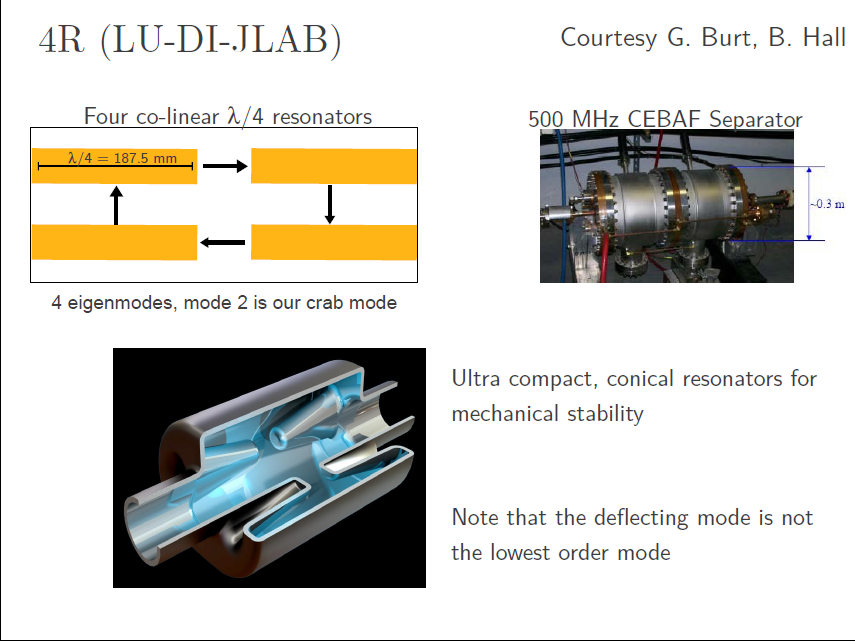 4R (LU-DI-JLAB)
Courtesy G. Burt, B. Hall
Four co-linear λ/4 resonators
λ/4 = 187.5 mm
4 eigenmodes, mode 2 is our crab mode
500 MHz CEBAF Separator
~0.3 m
Ultra compact, conical resonators for
mechanical stability
Note that the deflecting mode is not
the lowest order mode